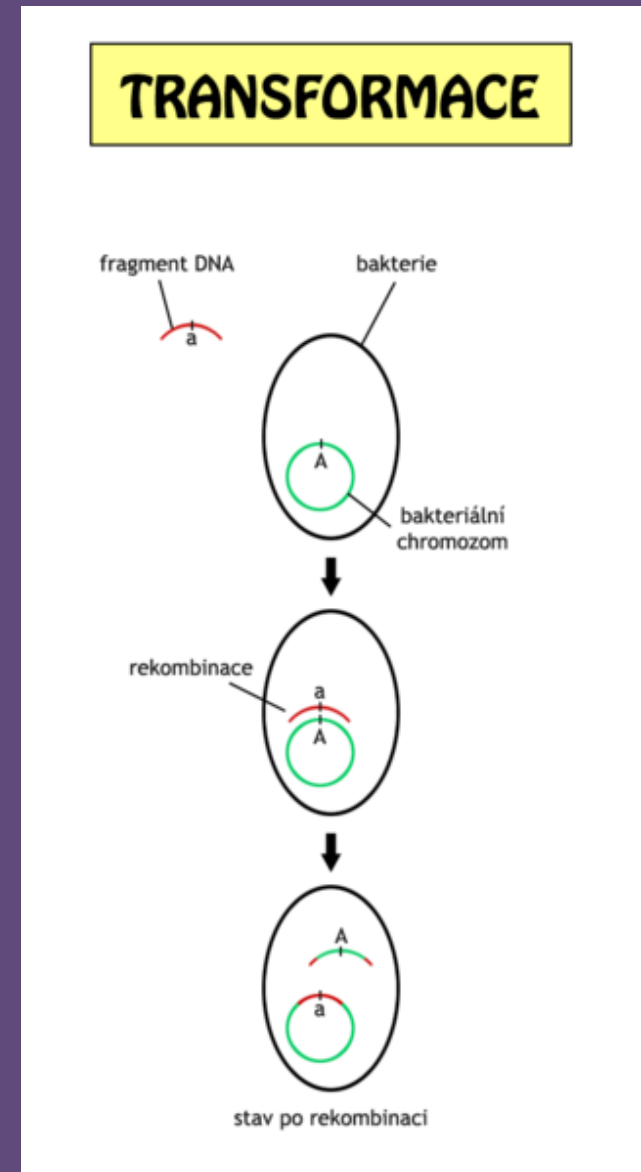 TRANSFORMACE
fragment DNA
bakterie
a
A
bakteriální
chromozom
rekombinace
a
A
A
a
stav po rekombinaci